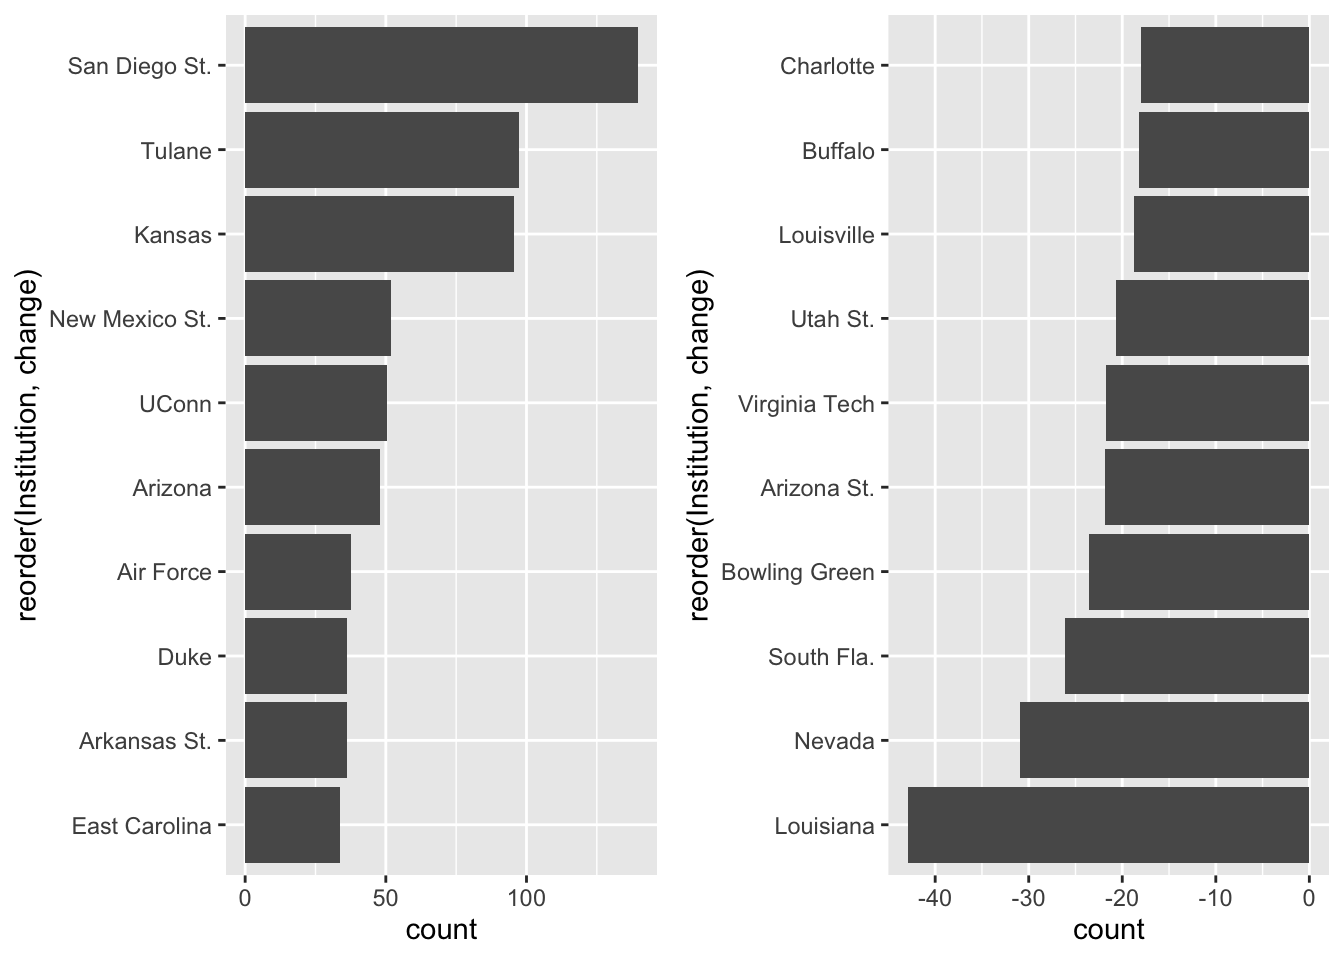 reorder(Institution, change)
San Diego St.
Tulane
Kansas
New Mexico St.
UConn
Arizona
Air Force
Duke
Arkansas St.
East Carolina
0 50 100
count
reorder(Institution, change)
Charlotte
Buffalo
Louisville
Utah St.
Virginia Tech
Arizona St.
Bowling Green
South Fla.
Nevada
Louisiana
-40 -30 -20 -10 0
count